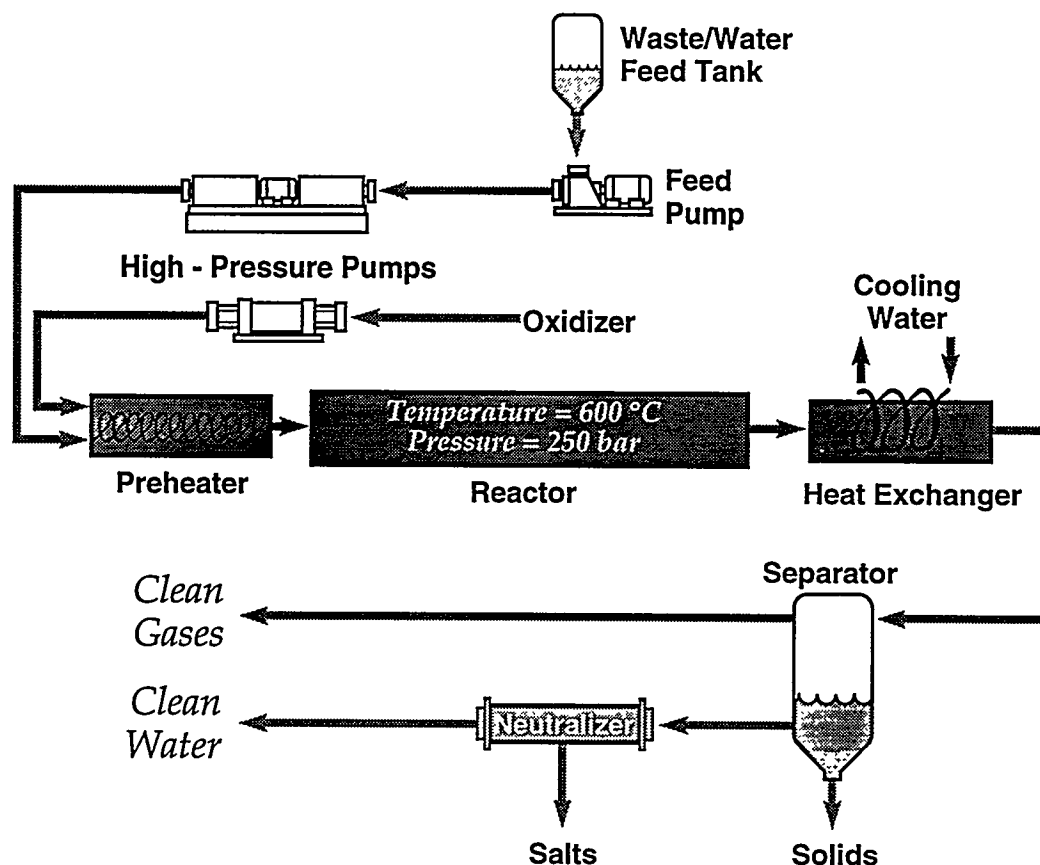 Waste/Water
Feed Tank
Feed
Pump
High - Pressure Pumps
Oxidizer
Cooling
Water
Temperature = 600 °C
Pressure = 250 bar
Preheater
Reactor
Heat Exchanger
Separator
Clean
Gases
Clean
Water
Neutralizer
Salts
Solids